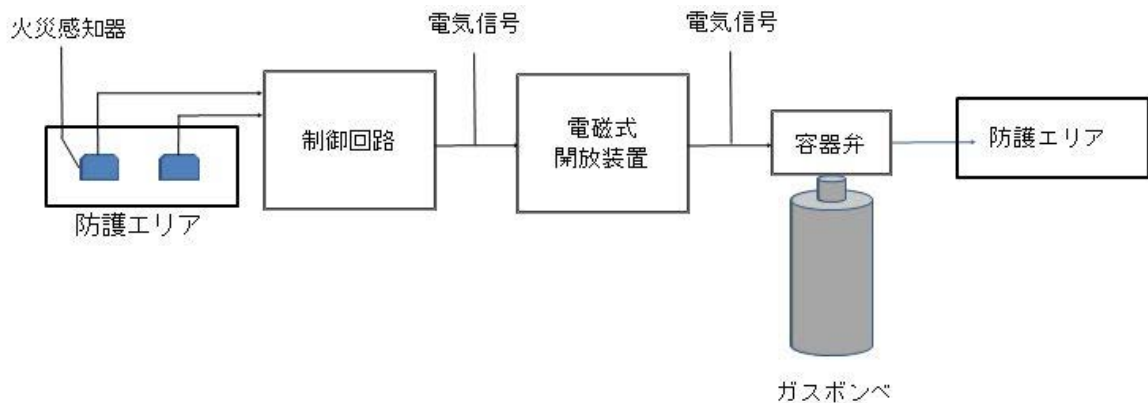 火災感知器
電気信号
電気信号
制御回路
電磁式
開放装置
容器弁
防護エリア
防護エリア
ガスボンベ